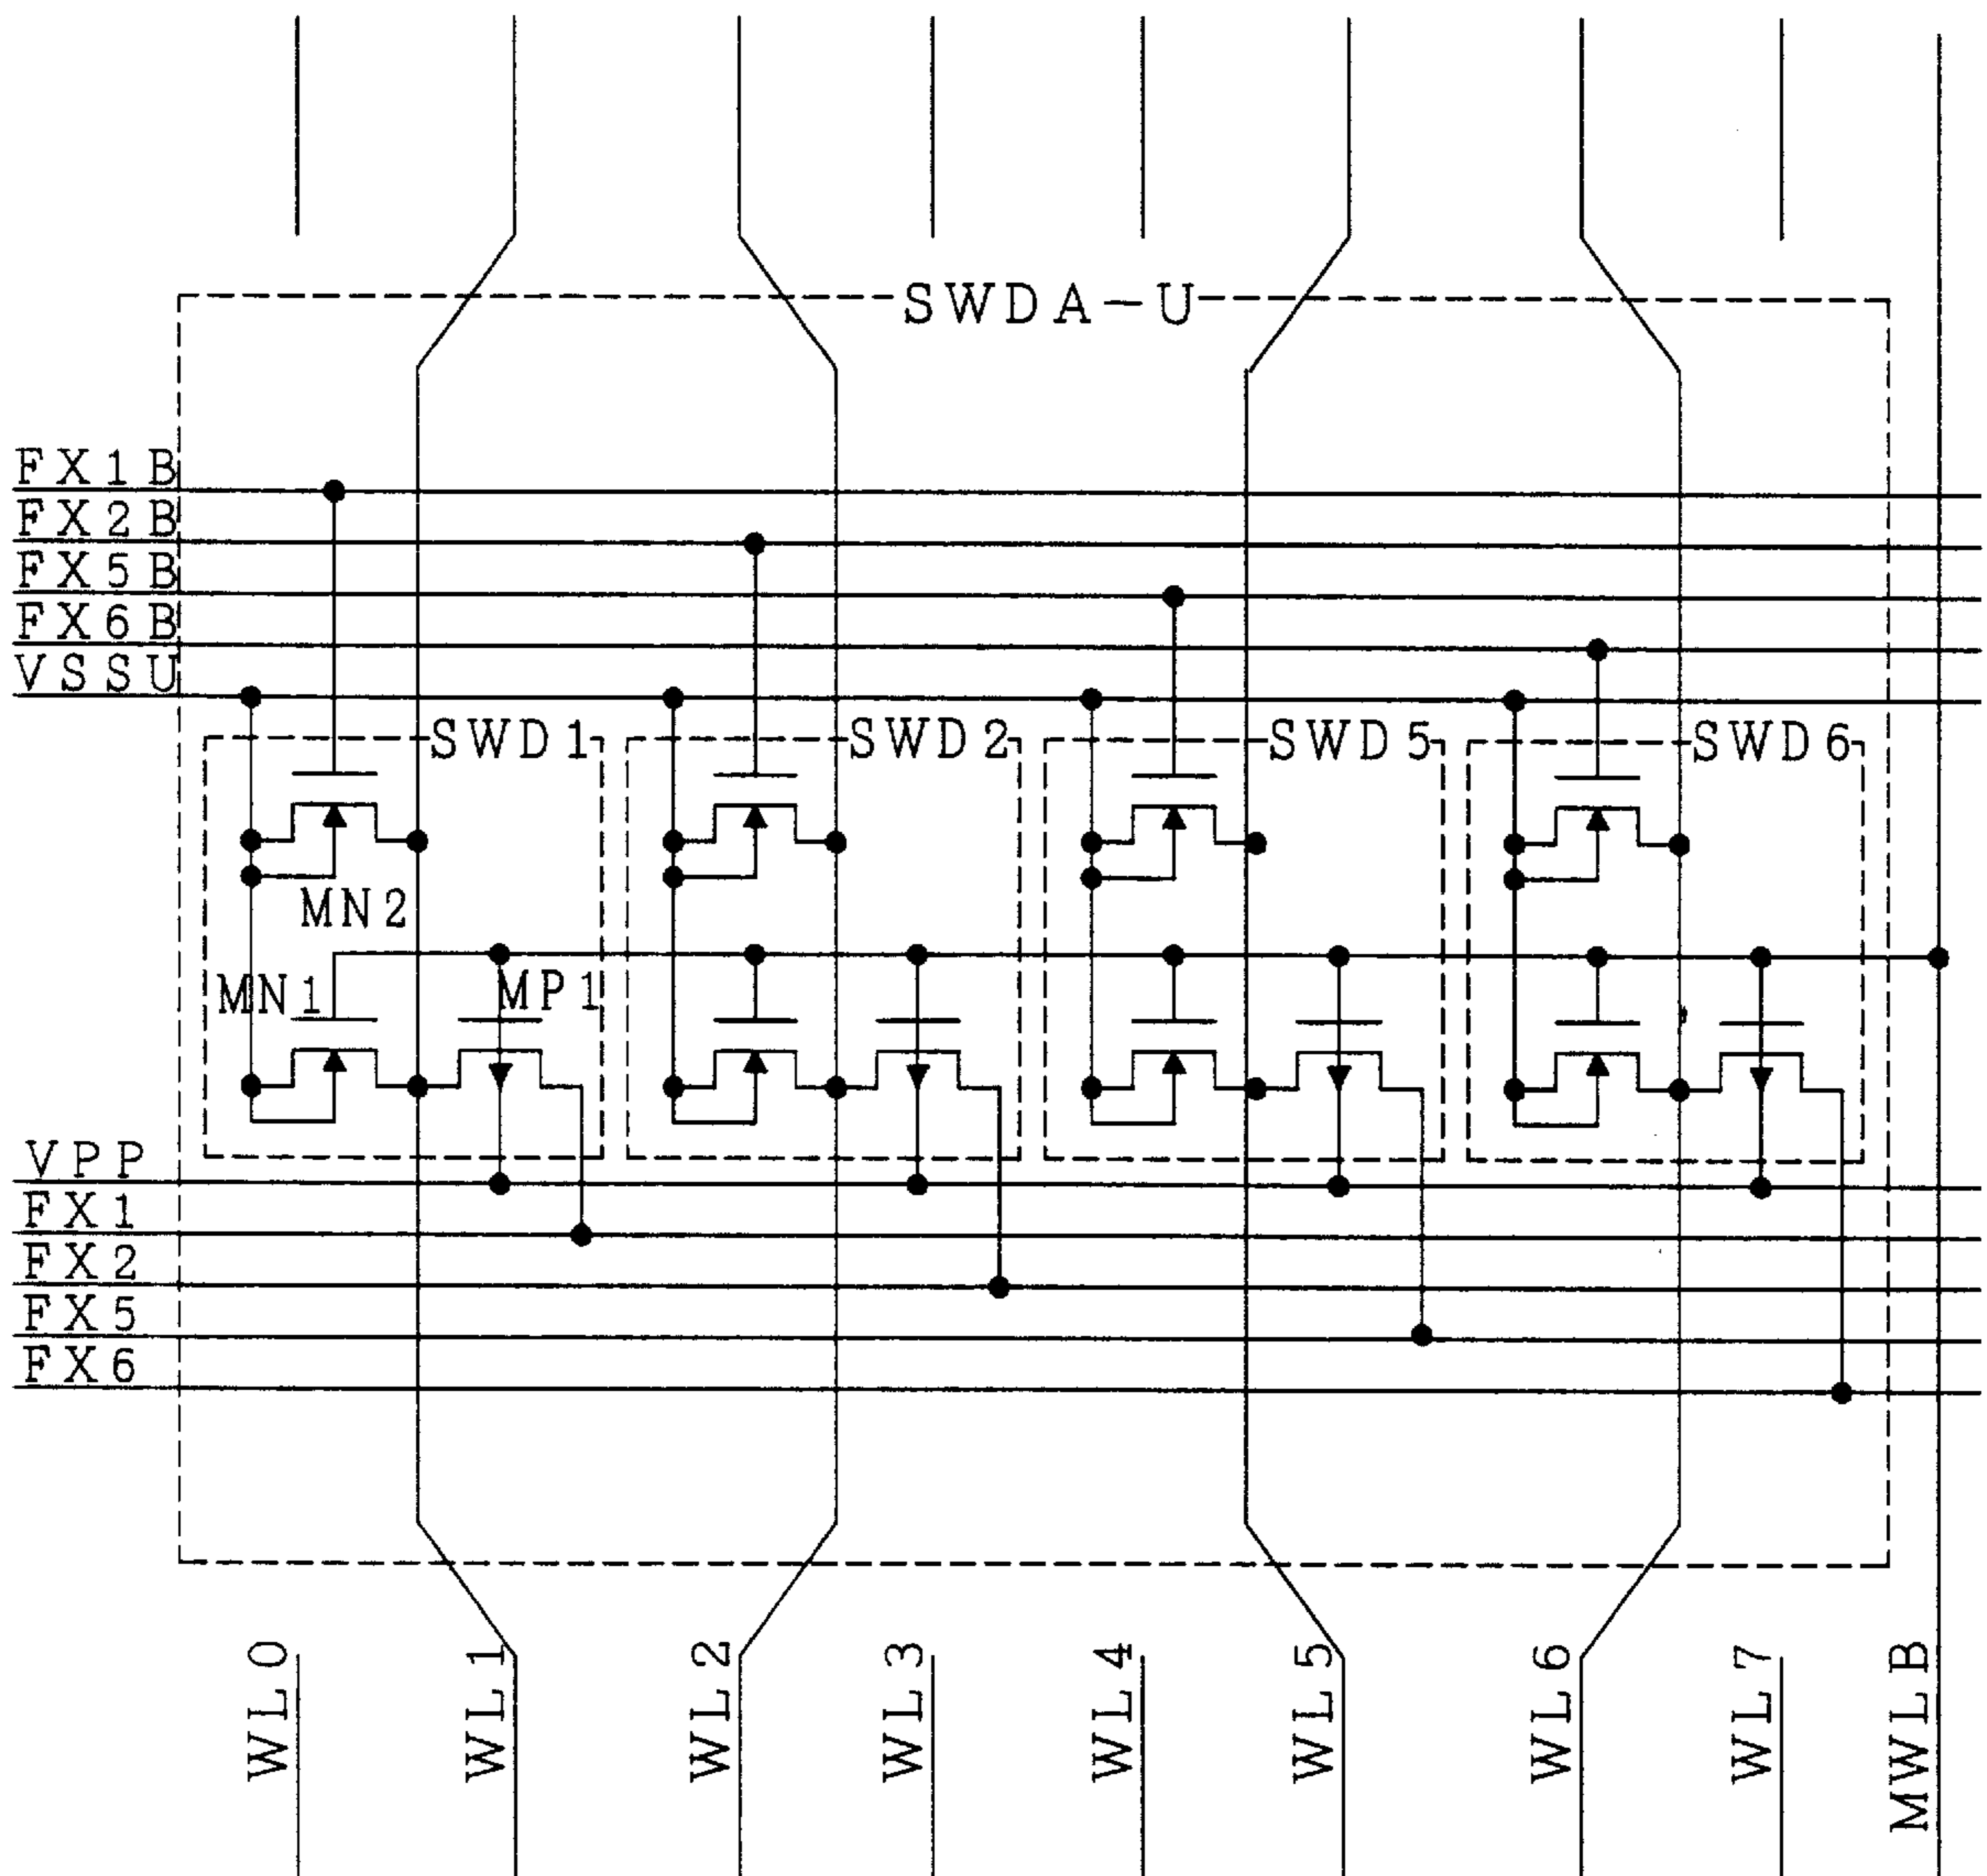 SWDA-U
FX1B
FX2B
FX5B
FX6B
VSSU
SWD1 SWD2 SWD5 SWD6
MN2
MN1 MP1
VPP
FX1
FX2
FX5
FX6
WL0 WL1 WL2 WL3 WL4 WL5 WL6 WL7 MWLB